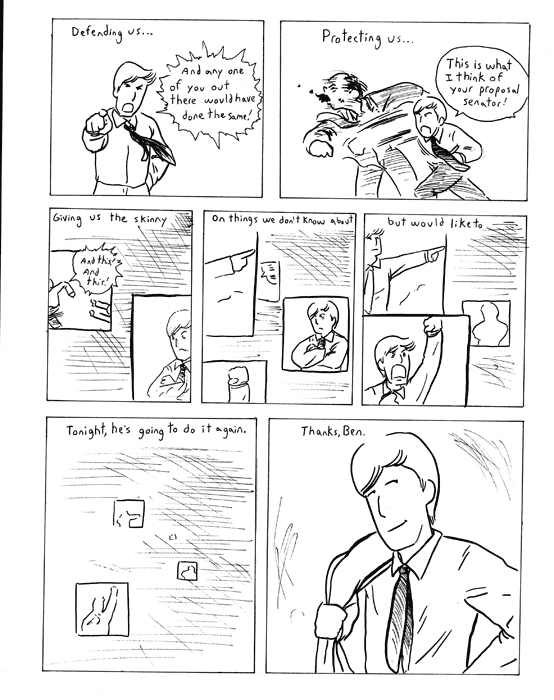 Defending us...
And any one
of you out
there would have
done the same!
Protecting us...
This is what
I think of
your proposal
senator!
Giving us the skinny
And this!
And
this!
On things we don't know about
but would like to
Tonight, he's going to do it again.
Thanks, Ben.